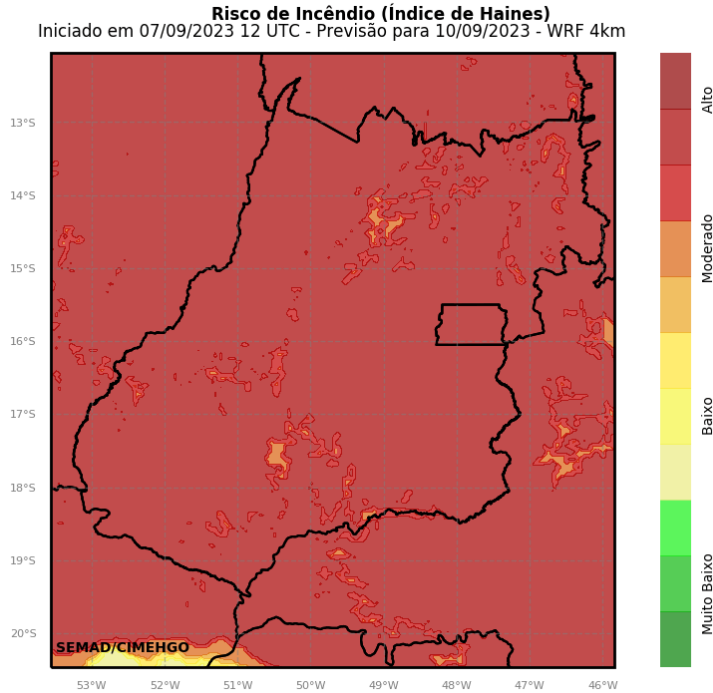 Risco de Incêndio (Índice de Haines)
Iniciado em 07/09/2023 12 UTC - Previsão para 10/09/2023 - WRF 4km
13°S
14°S
15°S
16°S
17°S
18°S
19°S
20°S
SEMAD/CIMEHGO
53°W 52°W 51°W 50°W 49°W 48°W 47°W 46°W
Alto
Moderado
Baixo
Muito Baixo